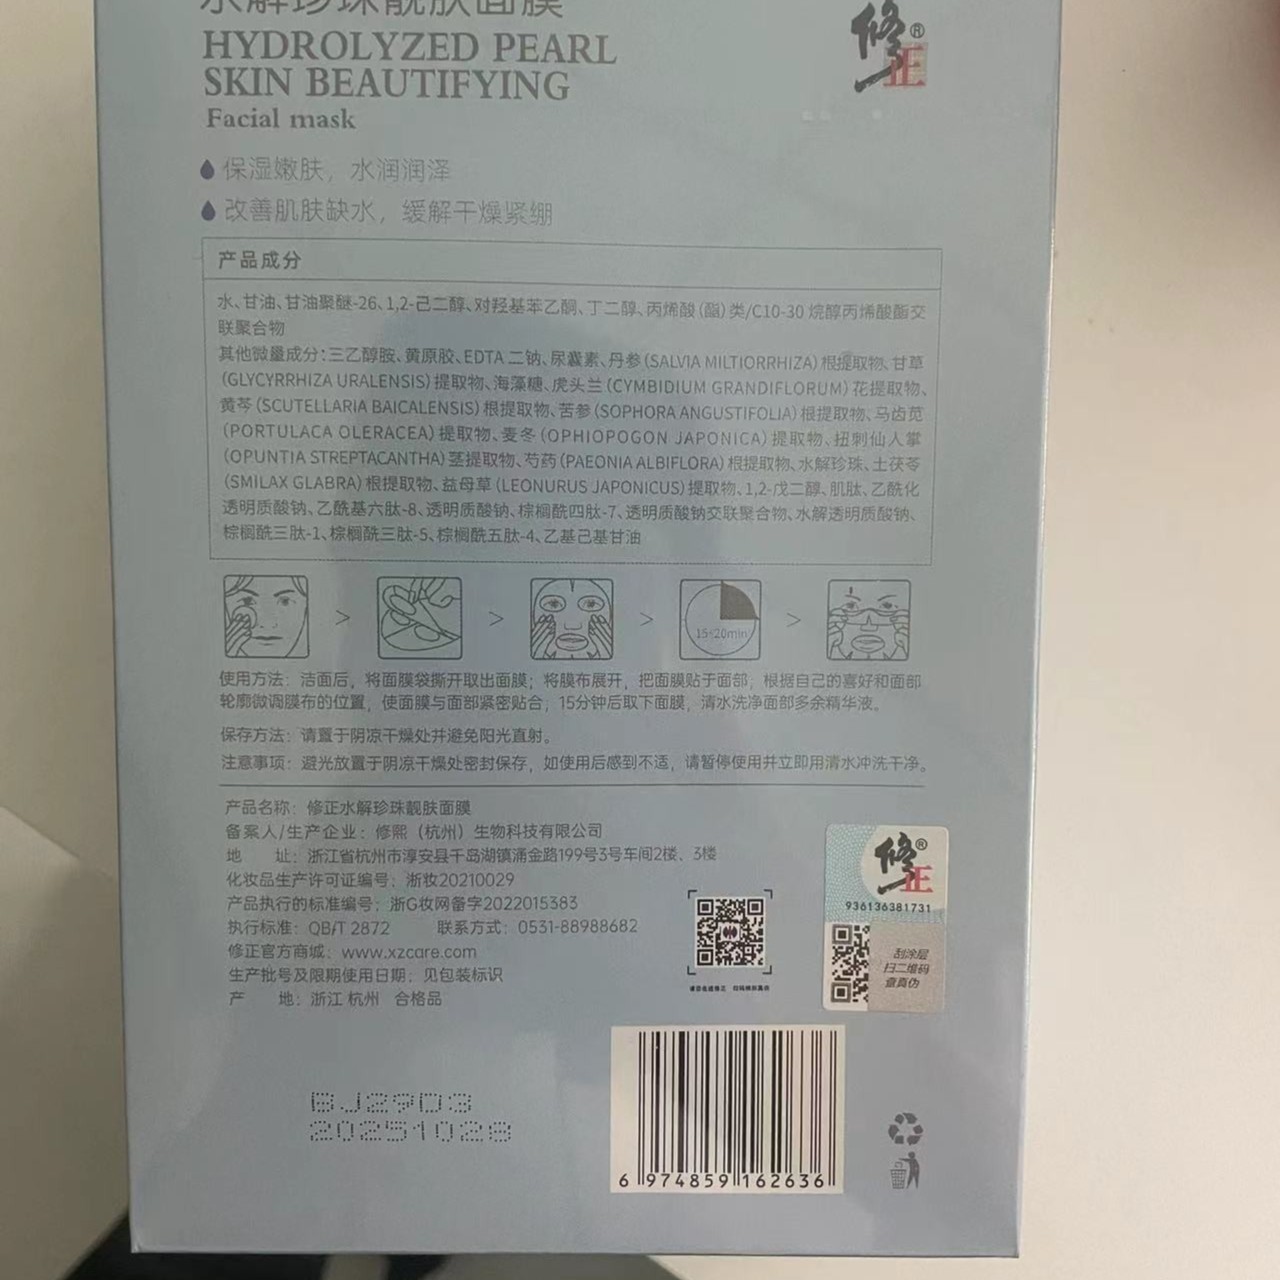 水解珍珠靓肤面膜
HYDROLYZED PEARL
SKIN BEAUTIFYING
Facial mask
修正®
保湿嫩肤，水润润泽
改善肌肤缺水，缓解干燥紧绷
产品成分
水、甘油、甘油聚醚-26、1,2-己二醇、对羟基苯乙酮、丁二醇、丙烯酸(酯)类/C10-30 烷醇丙烯酸酯交
联聚合物
其他微量成分：三乙醇胺、黄原胶、EDTA 二钠、尿囊素、丹参(SALVIA MILTIORRHIZA)根提取物、甘草
(GLYCYRRHIZA URALENSIS)提取物、海藻糖、虎头兰(CYMBIDIUM GRANDIFLORUM)花提取物、
黄芩(SCUTELLARIA BAICALENSIS)根提取物、苦参(SOPHORA ANGUSTIFOLIA)根提取物、马齿苋
(PORTULACA OLERACEA)提取物、麦冬(OPHIOPOGON JAPONICA)提取物、扭刺仙人掌
(OPUNTIA STREPTACANTHA)茎提取物、芍药(PAEONIA ALBIFLORA)根提取物、水解珍珠、土茯苓
(SMILAX GLABRA)根提取物、益母草(LEONURUS JAPONICUS)提取物、1,2-戊二醇、肌肽、乙酰化
透明质酸钠、乙酰基六肽-8、透明质酸钠、棕榈酰四肽-7、透明质酸钠交联聚合物、水解透明质酸钠、
棕榈酰三肽-1、棕榈酰三肽-5、棕榈酰五肽-4、乙基己基甘油
> > > 15-20min >
使用方法：洁面后，将面膜袋撕开取出面膜；将膜布展开，把面膜贴于面部，根据自己的喜好和面部
轮廓微调膜布的位置，使面膜与面部紧密贴合；15分钟后取下面膜，清水洗净面部多余精华液。
保存方法：请置于阴凉干燥处并避免阳光直射。
注意事项：避光放置于阴凉干燥处密封保存，如使用后感到不适，请暂停使用并立即用清水冲洗干净。
产品名称：修正水解珍珠靓肤面膜
备案人/生产企业：修熙（杭州）生物科技有限公司
地 址：浙江省杭州市淳安县千岛湖镇涌金路199号3号车间2楼、3楼
化妆品生产许可证编号：浙妆20210029
产品执行的标准编号：浙G妆网备字2022015383
执行标准：QB/T 2872 联系方式：0531-88988682
修正官方商城：www.xzcare.com
生产批号及限期使用日期：见包装标识
产 地：浙江 杭州 合格品
修正®
936136381731
刮涂层
扫二维码
查真伪
BJ2903
20251028
6 974859 162636